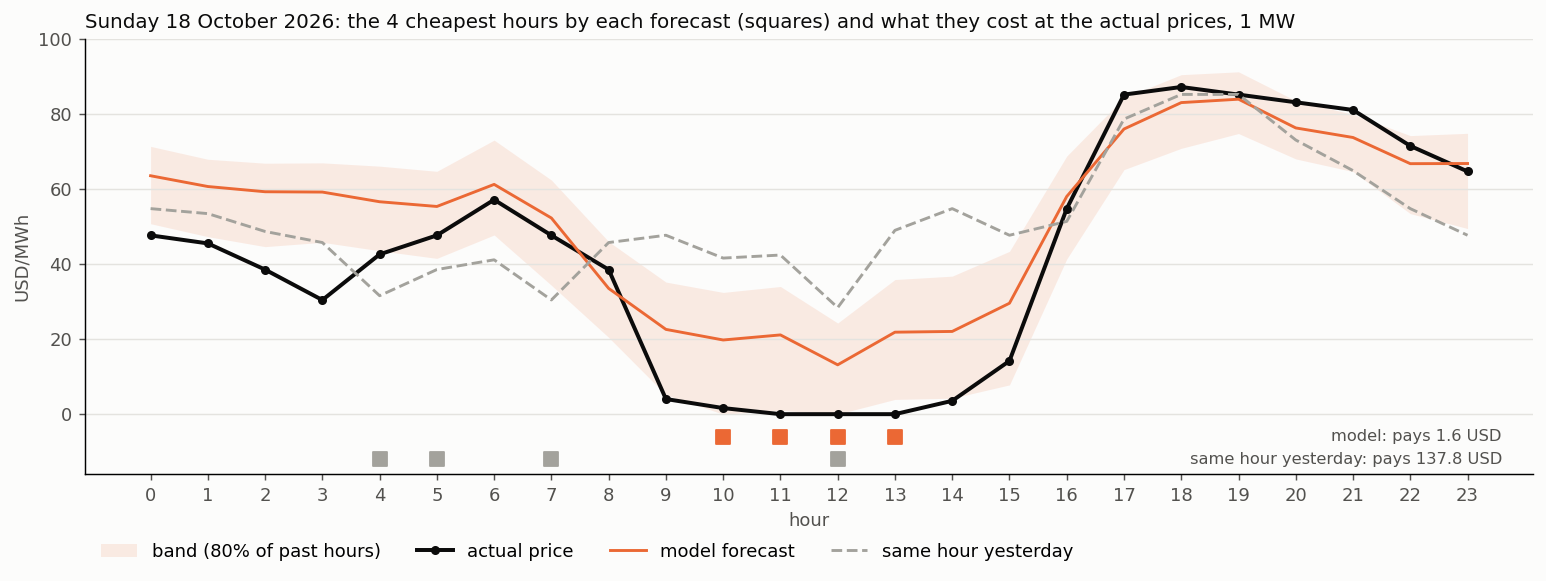 Sunday 18 October 2026: the 4 cheapest hours by each forecast (squares) and what they cost at the actual prices, 1 MW
100
80
60
40
20
0
USD/MWh
model: pays 1.6 USD
same hour yesterday: pays 137.8 USD
0 1 2 3 4 5 6 7 8 9 10 11 12 13 14 15 16 17 18 19 20 21 22 23
hour
band (80% of past hours) actual price model forecast same hour yesterday